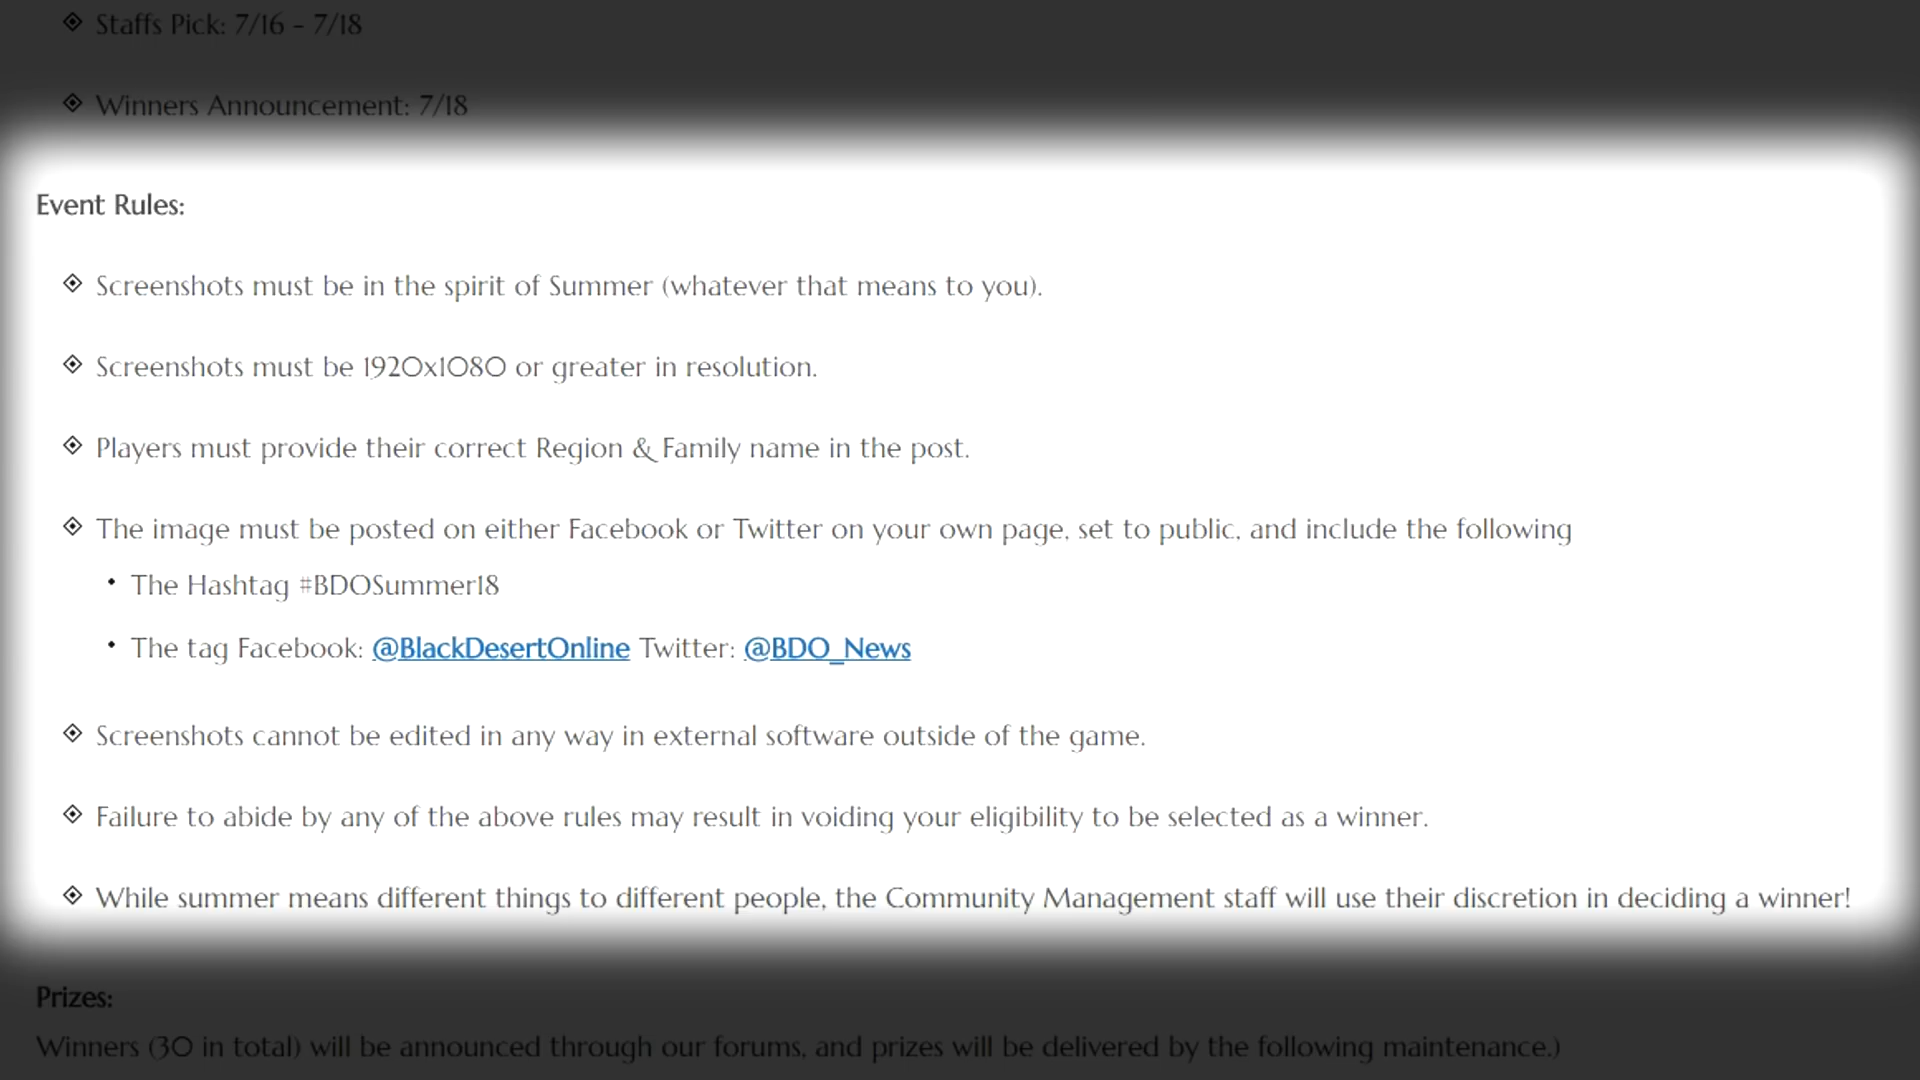 Staffs Pick: 7/16 - 7/18
Winners Announcement: 7/18
Event Rules:
Screenshots must be in the spirit of Summer (whatever that means to you).
Screenshots must be 1920x1080 or greater in resolution.
Players must provide their correct Region & Family name in the post.
The image must be posted on either Facebook or Twitter on your own page, set to public, and include the following
The Hashtag #BDOSummer18
The tag Facebook: @BlackDesertOnline Twitter: @BDO_News
Screenshots cannot be edited in any way in external software outside of the game.
Failure to abide by any of the above rules may result in voiding your eligibility to be selected as a winner.
While summer means different things to different people, the Community Management staff will use their discretion in deciding a winner!
Prizes:
Winners (30 in total) will be announced through our forums, and prizes will be delivered by the following maintenance.)